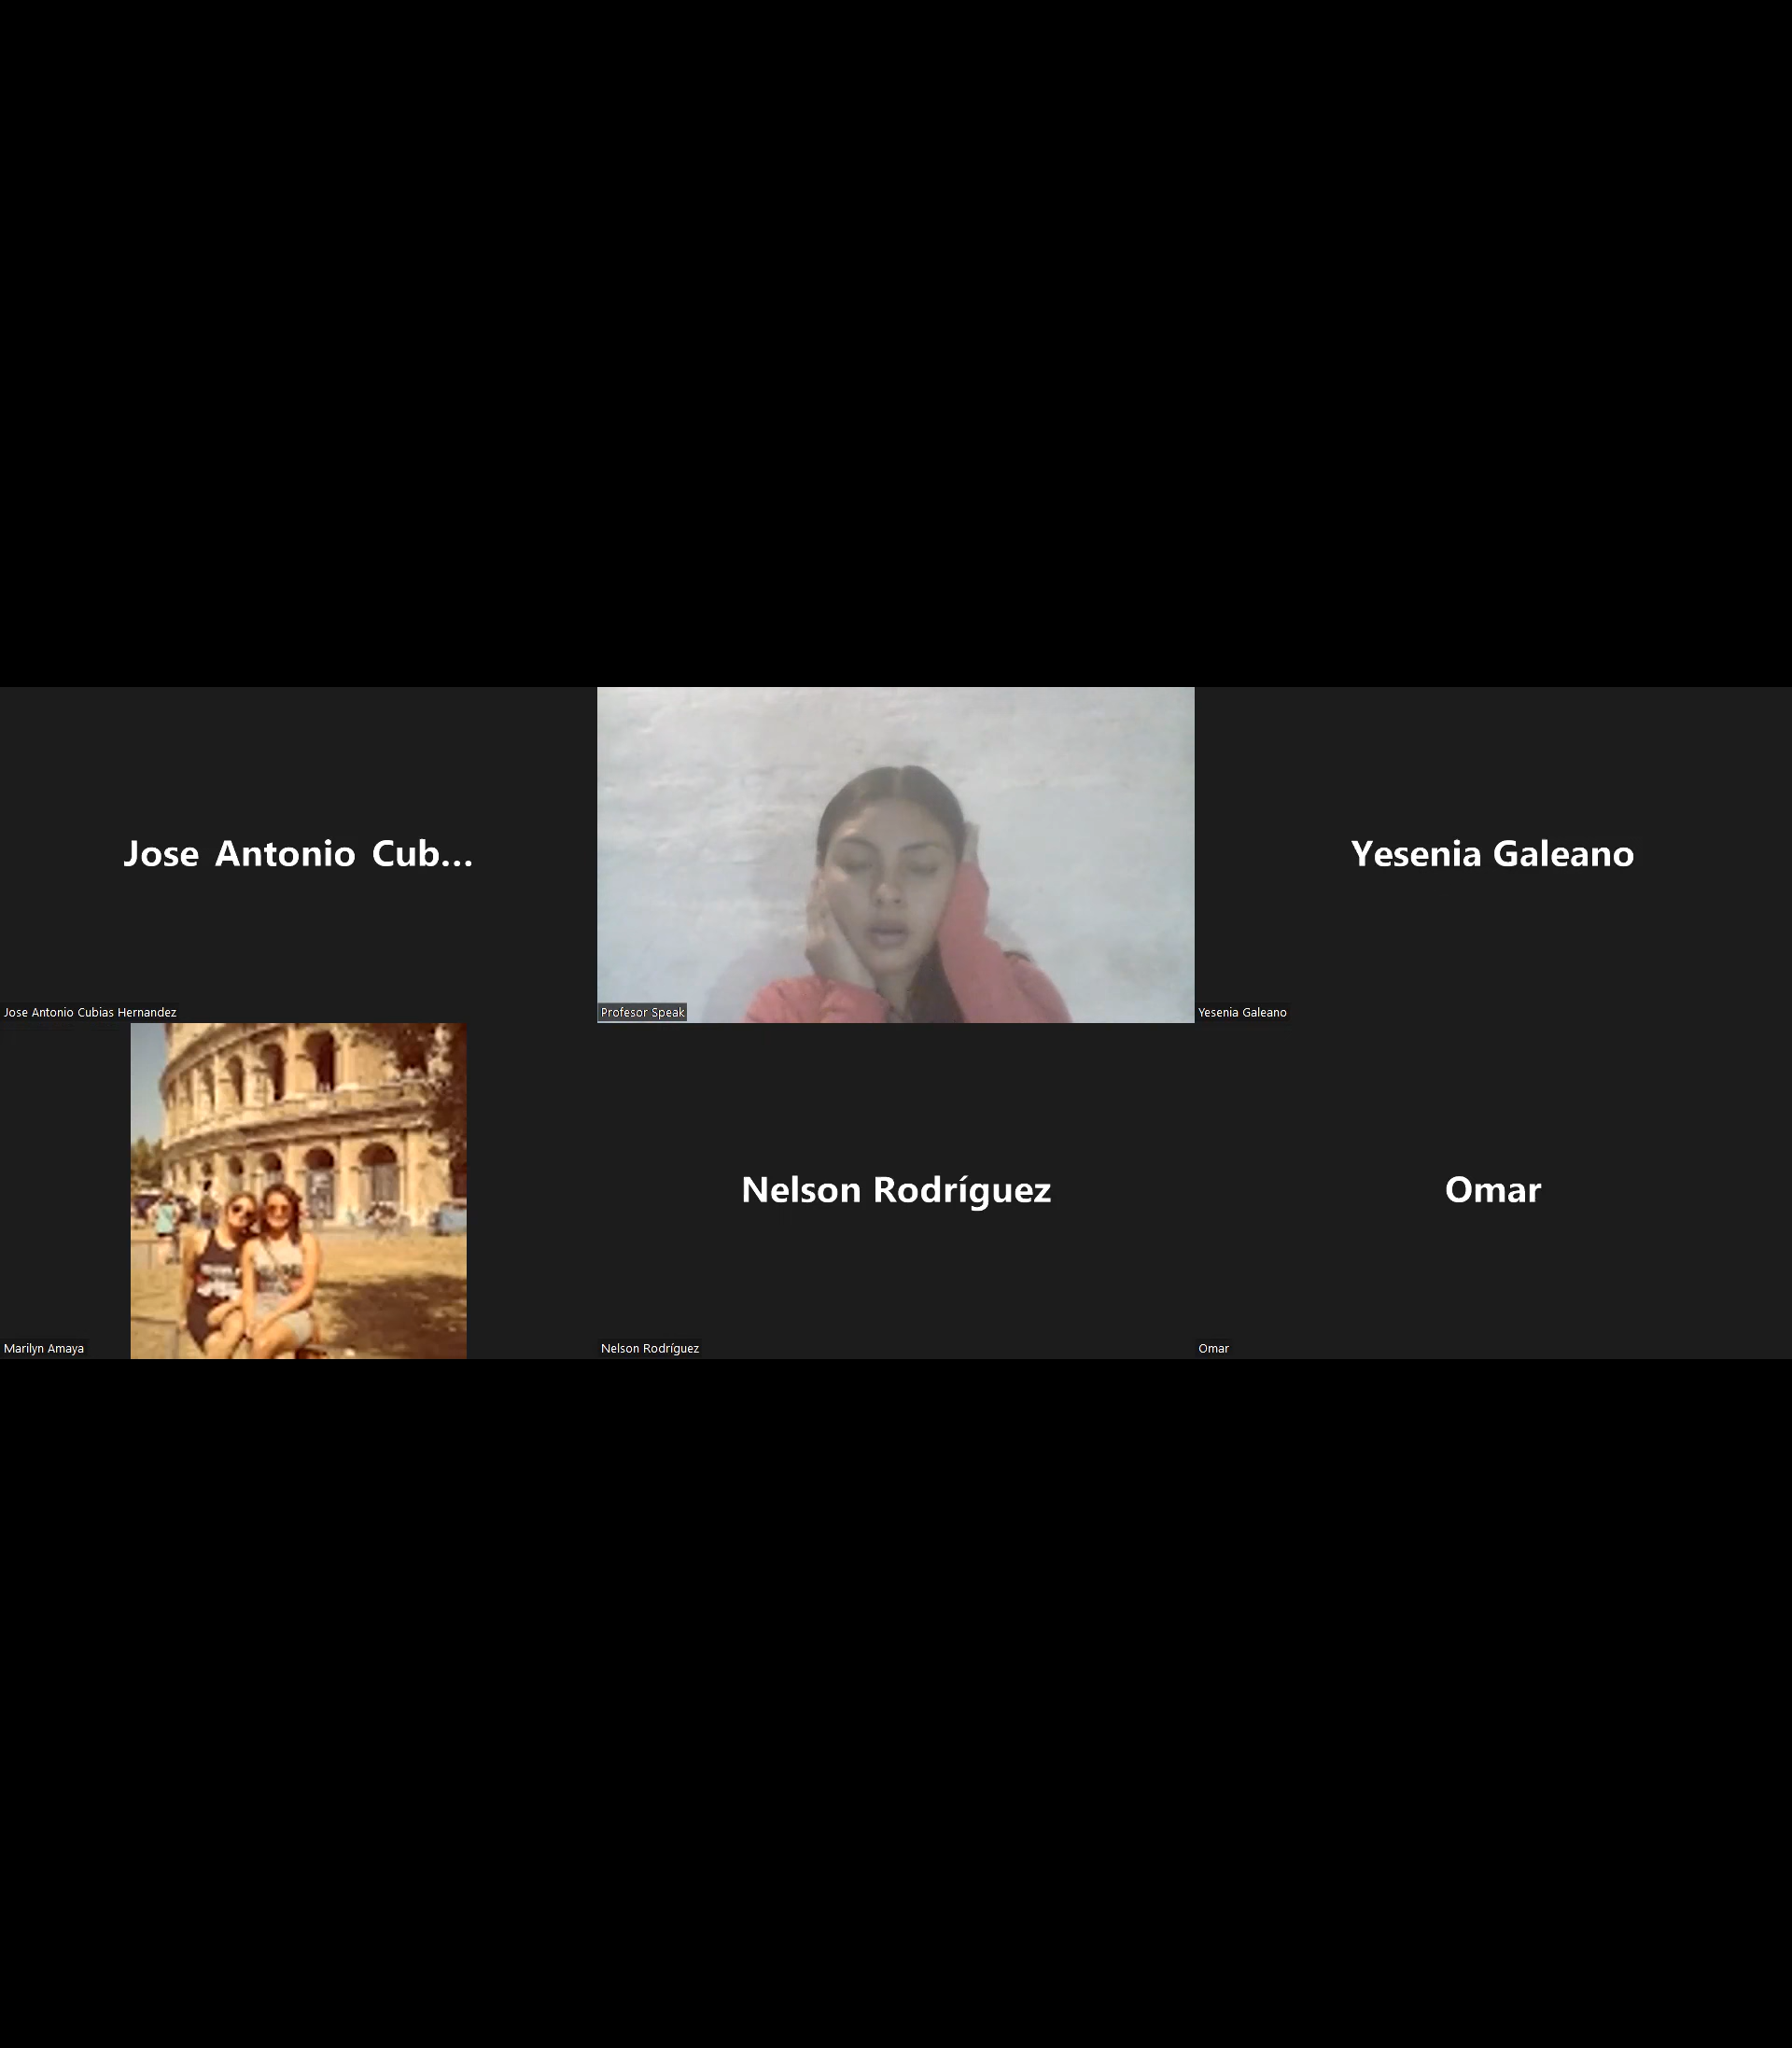 Jose Antonio Cub...
Yesenia Galeano
Jose Antonio Cubias Hernandez
Profesor Speak
Yesenia Galeano
Nelson Rodríguez
Omar
Marilyn Amaya
Nelson Rodríguez
Omar